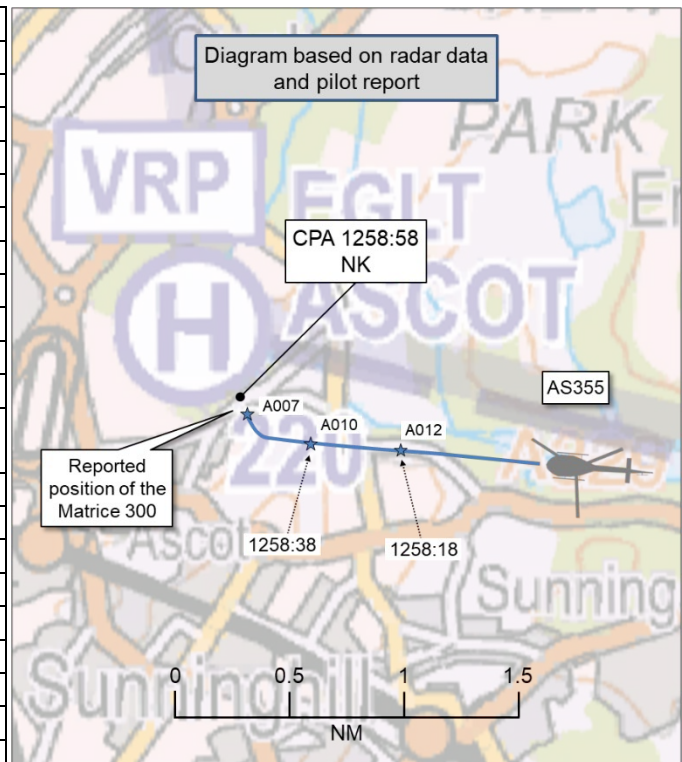 Diagram based on radar data
and pilot report
PARK
VRP
EGLT
CPA 1258:58
NK
ASCOT
H
AS355
A007
A010
A012
A329
220
Reported
position of the
Matrice 300
Ascot
1258:38
1258:18
Sunning
Sunninghill
0
0.5
1
1.5
NM